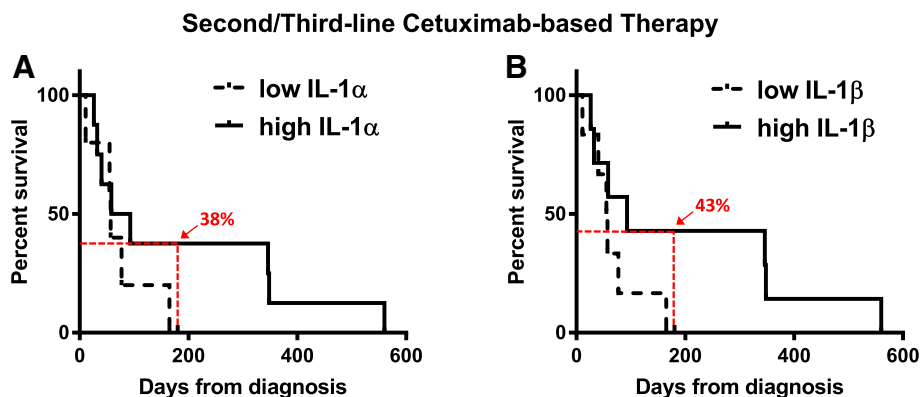 Second/Third-line Cetuximab-based Therapy
A
low IL-1α
high IL-1α
Percent survival
100
50
0
38%
0 200 400 600
Days from diagnosis
B
low IL-1β
high IL-1β
Percent survival
100
50
0
43%
0 200 400 600
Days from diagnosis